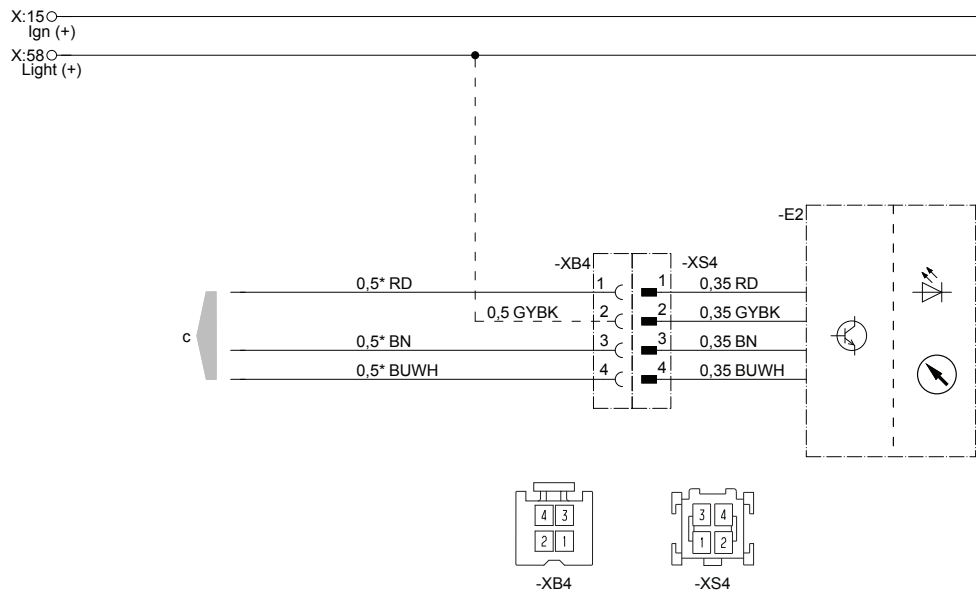 X:15
Ign (+)
X:58
Light (+)
-E2
-XB4
-XS4
0,5* RD
1
1
0,35 RD
0,5 GYBK
2
2
0,35 GYBK
c
0,5* BN
3
3
0,35 BN
0,5* BUWH
4
4
0,35 BUWH
4 3
2 1
3 4
1 2
-XB4
-XS4